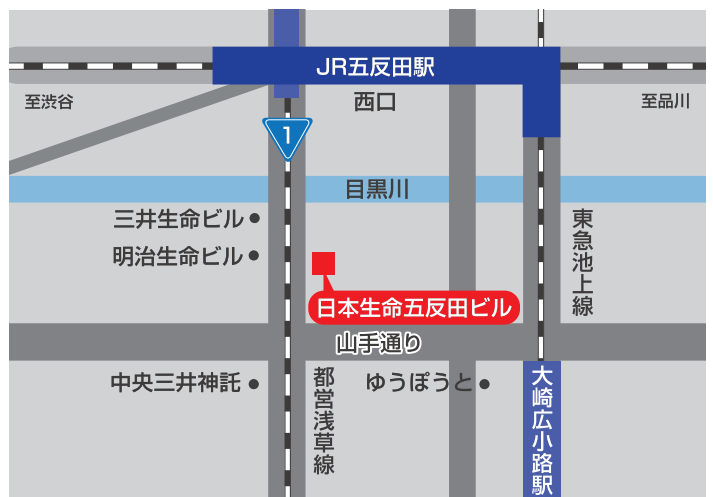 JR五反田駅
至渋谷
西口
至品川
1
目黒川
三井生命ビル
東急池上線
明治生命ビル
日本生命五反田ビル
山手通り
中央三井神託
都営浅草線
ゆうぽうと
大崎広小路駅